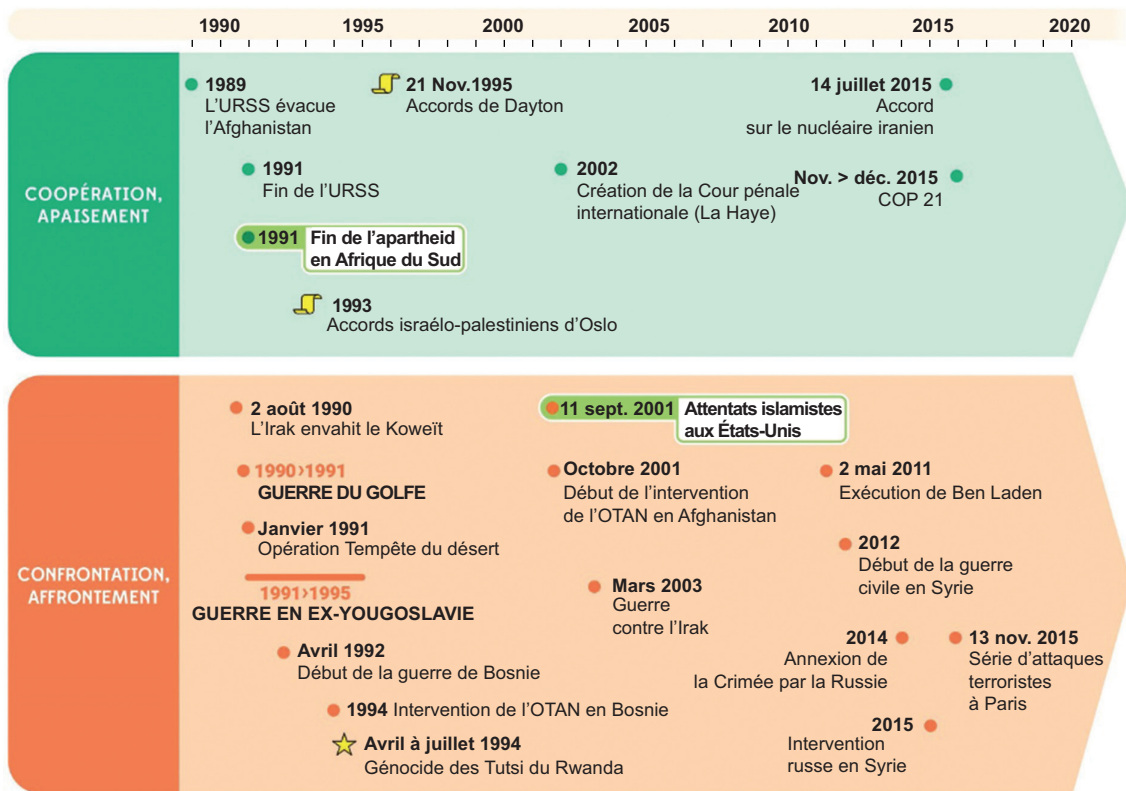 1990 1995 2000 2005 2010 2015 2020
COOPÉRATION,
APAISEMENT
1989
L'URSS évacue
l'Afghanistan
21 Nov.1995
Accords de Dayton
14 juillet 2015
Accord
sur le nucléaire iranien
1991
Fin de l'URSS
2002
Création de la Cour pénale
internationale (La Haye)
Nov. > déc. 2015
COP 21
1991 Fin de l'apartheid
en Afrique du Sud
1993
Accords israélo-palestiniens d'Oslo
CONFRONTATION,
AFFRONTEMENT
2 août 1990
L'Irak envahit le Koweït
11 sept. 2001 Attentats islamistes
aux États-Unis
1990›1991
GUERRE DU GOLFE
Octobre 2001
Début de l'intervention
de l'OTAN en Afghanistan
2 mai 2011
Exécution de Ben Laden
Janvier 1991
Opération Tempête du désert
2012
Début de la guerre
civile en Syrie
1991›1995
GUERRE EN EX-YOUGOSLAVIE
Mars 2003
Guerre
contre l'Irak
Avril 1992
Début de la guerre de Bosnie
2014
Annexion de
la Crimée par la Russie
13 nov. 2015
Série d'attaques
terroristes
à Paris
1994 Intervention de l'OTAN en Bosnie
2015
Intervention
russe en Syrie
Avril à juillet 1994
Génocide des Tutsi du Rwanda